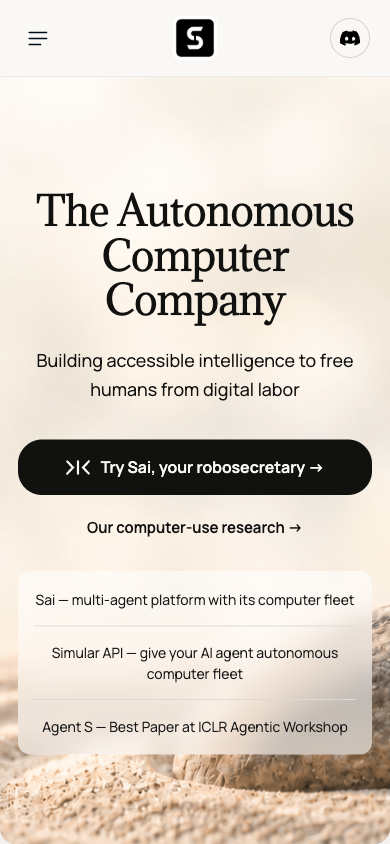 S
The Autonomous
Computer
Company
Building accessible intelligence to free
humans from digital labor
Try Sai, your robosecretary →
Our computer-use research →
Sai — multi-agent platform with its computer fleet
Simular API — give your AI agent autonomous
computer fleet
Agent S — Best Paper at ICLR Agentic Workshop